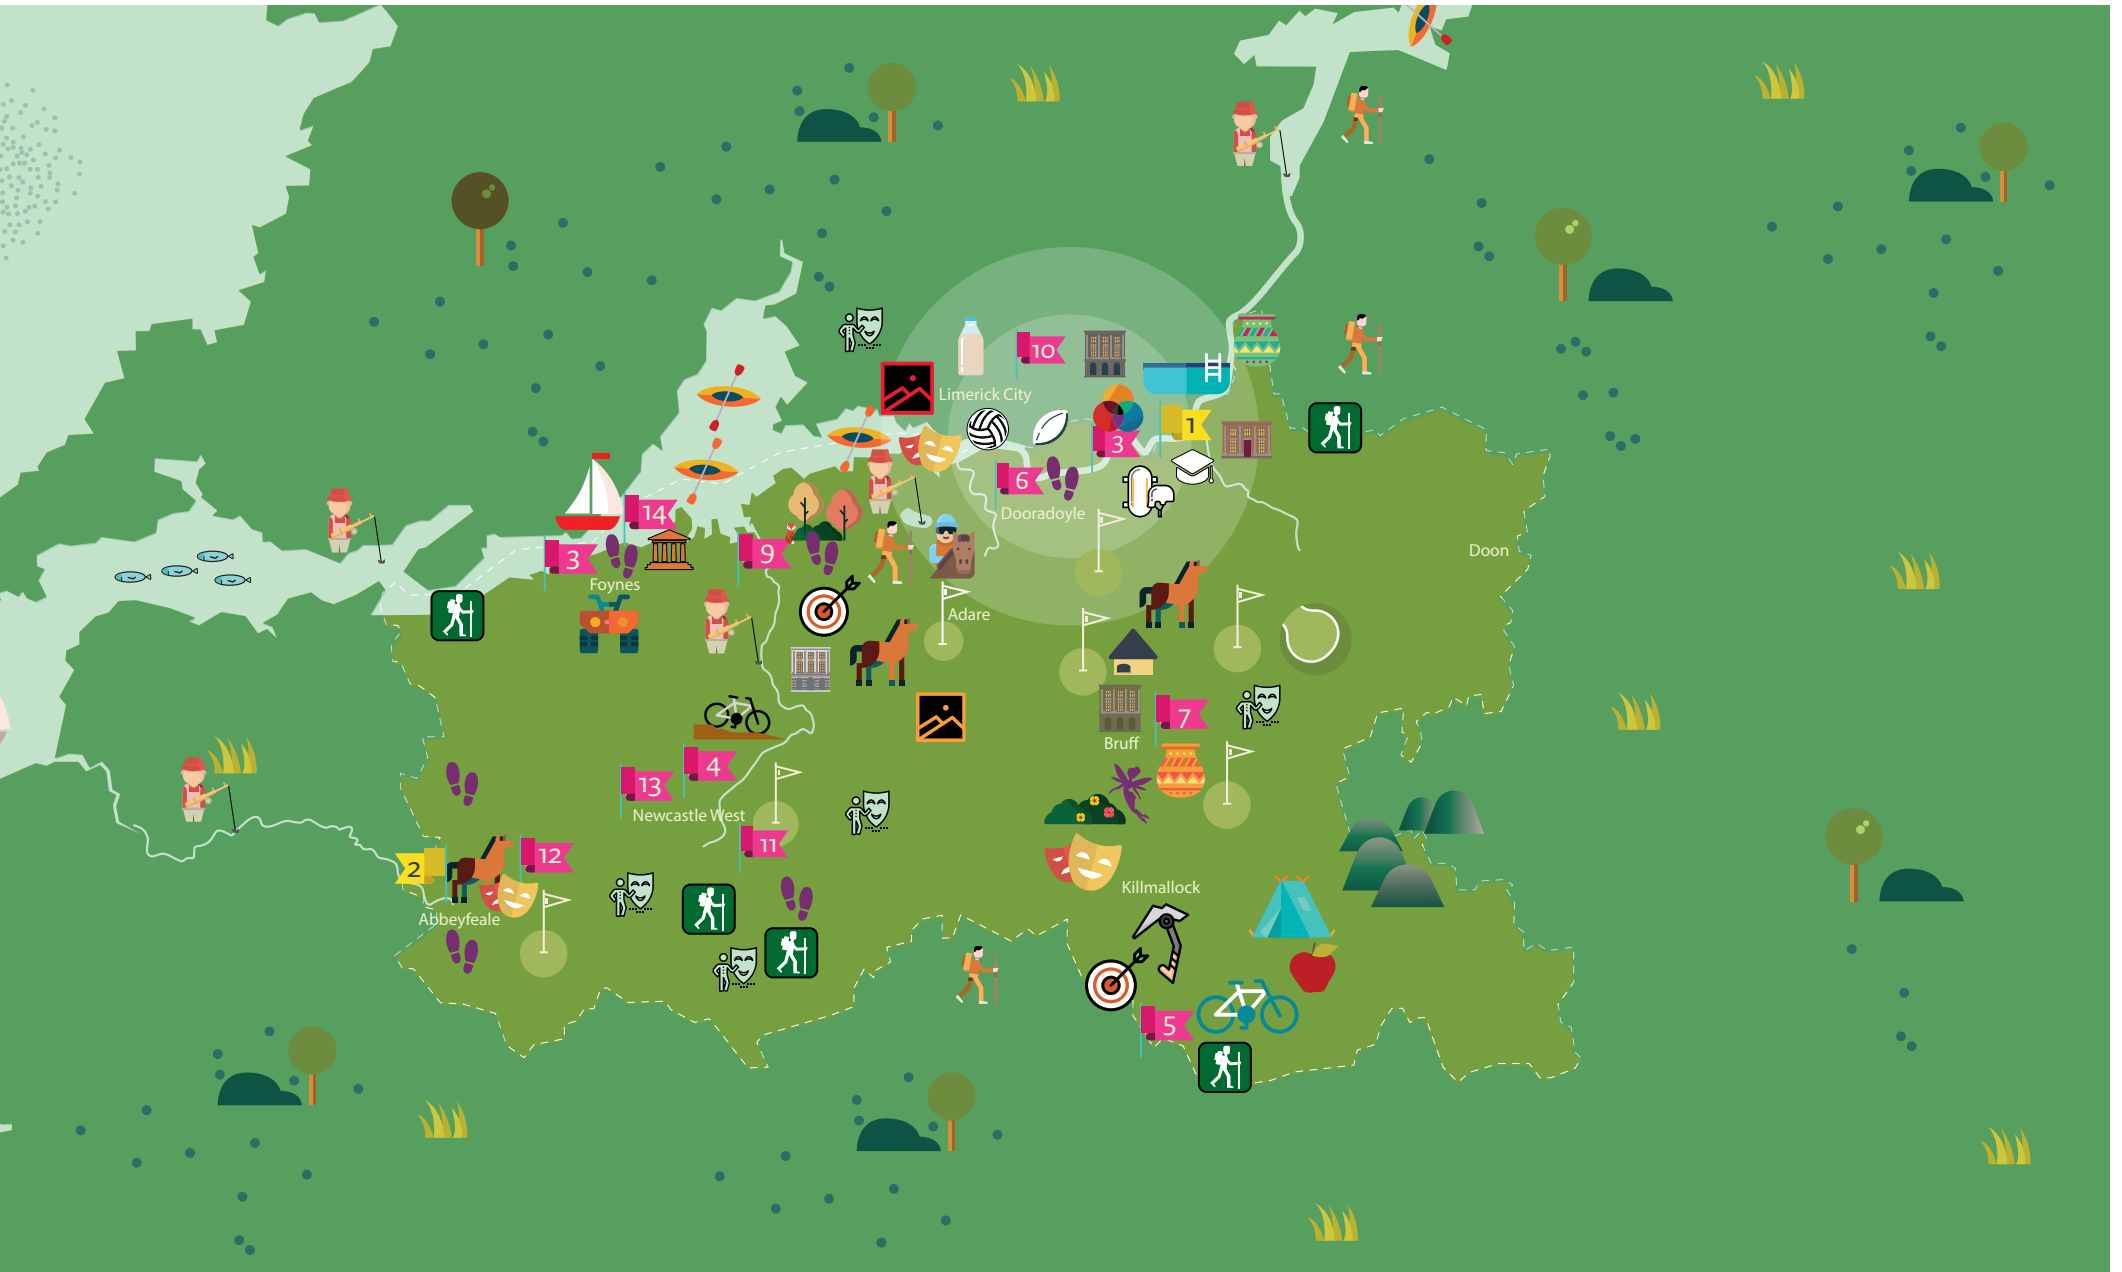 10
Limerick City
1
3
6
Dooradoyle
14
3
9
Foynes
Doon
Adare
7
Bruff
4
13
Newcastle West
11
12
2
Killmallock
Abbeyfeale
5